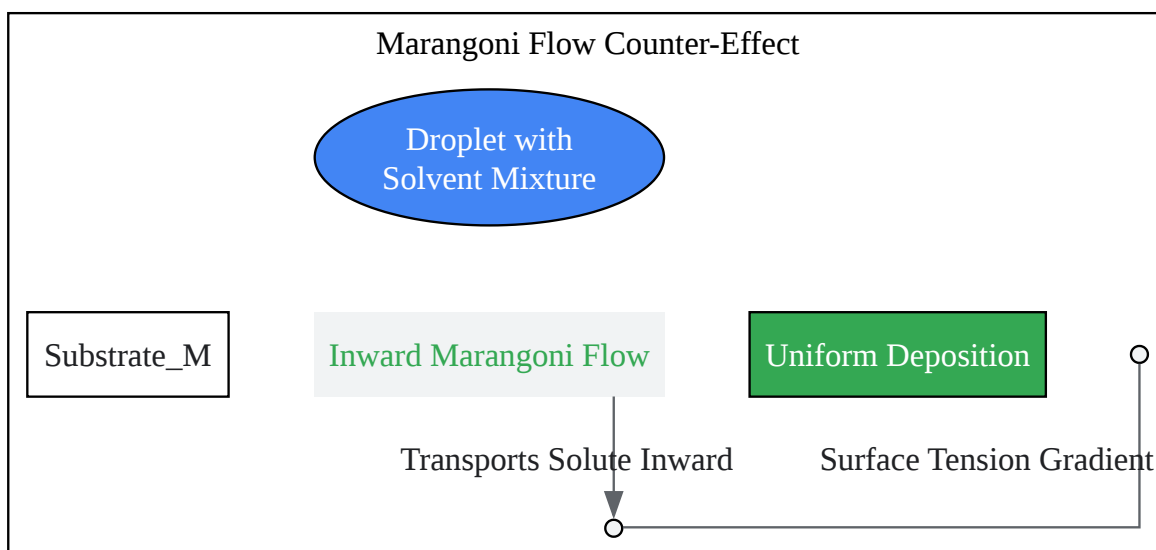 Marangoni Flow Counter-Effect
Droplet with
Solvent Mixture
Substrate_M
Inward Marangoni Flow
Uniform Deposition
Transports Solute Inward
Surface Tension Gradient